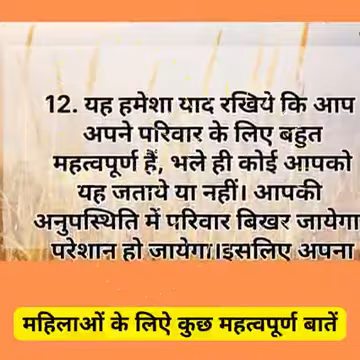 12. यह हमेशा याद रखिये कि आप
अपने परिवार के लिए बहुत
महत्वपूर्ण हैं, भले ही कोई आपको
यह जताये या नहीं। आपकी
अनुपस्थिति में परिवार बिखर जायेगा
परेशान हो जायेगा।इसलिए अपना
महिलाओं के लिऐ कुछ महत्वपूर्ण बातें